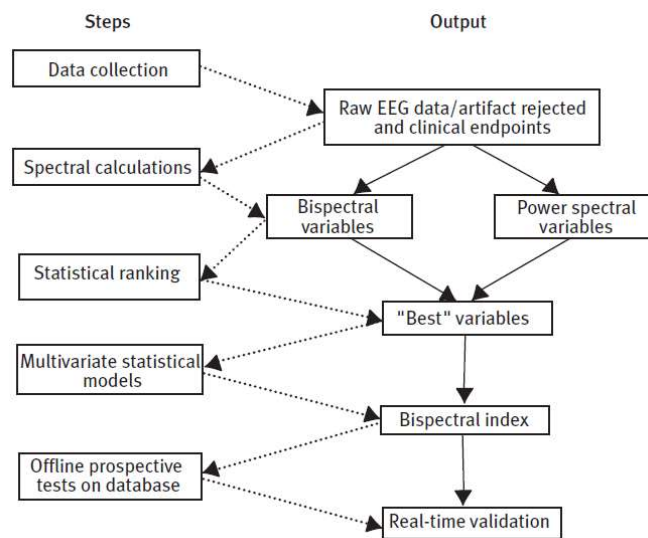 Steps
Output
Data collection
Raw EEG data/artifact rejected
and clinical endpoints
Spectral calculations
Bispectral
variables
Power spectral
variables
Statistical ranking
"Best" variables
Multivariate statistical
models
Bispectral index
Offline prospective
tests on database
Real-time validation